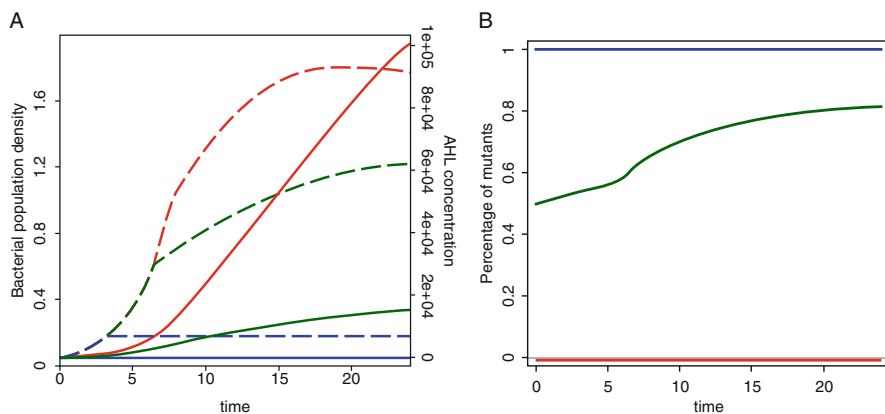 A
Bacterial population density
0 0.4 0.8 1.2 1.6
0 5 10 15 20
time
0 2e+04 4e+04 6e+04 8e+04 1e+05
AHL concentration
B
Percentage of mutants
0 0.2 0.4 0.6 0.8 1
0 5 10 15 20
time